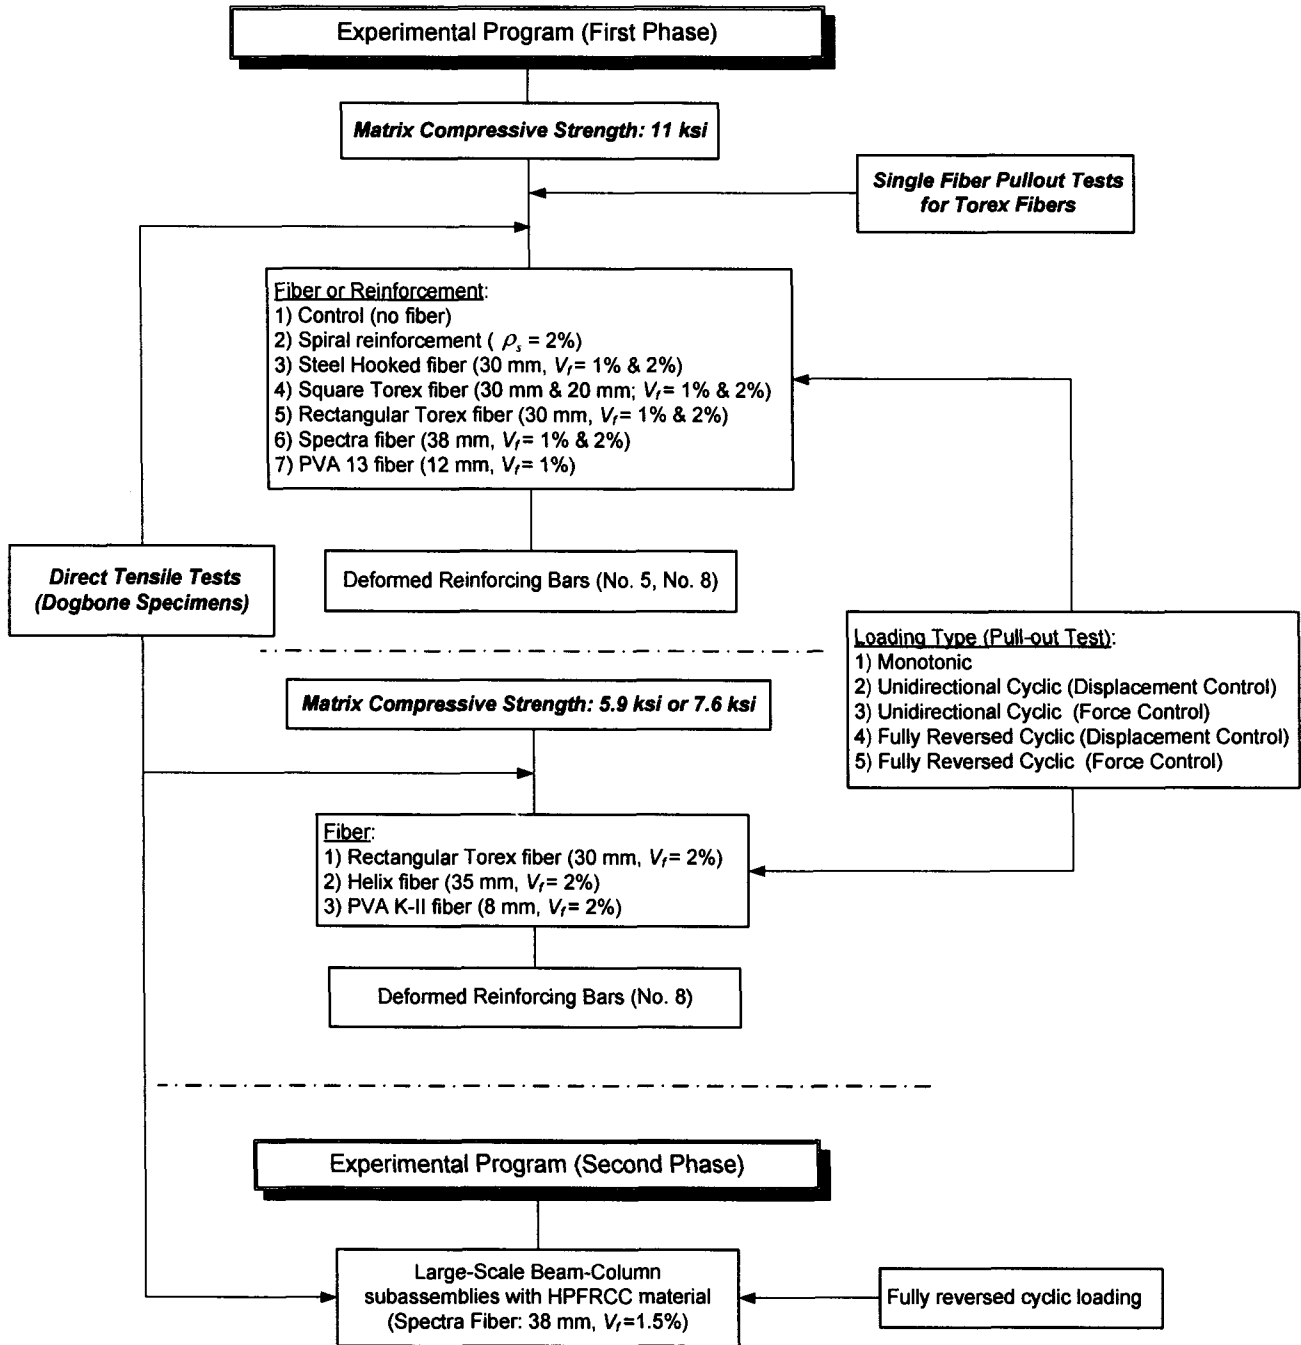 Experimental Program (First Phase)
Matrix Compressive Strength: 11 ksi
Single Fiber Pullout Tests
for Torex Fibers
Fiber or Reinforcement:
1) Control (no fiber)
2) Spiral reinforcement ( ρs = 2%)
3) Steel Hooked fiber (30 mm, Vf= 1% & 2%)
4) Square Torex fiber (30 mm & 20 mm; Vf= 1% & 2%)
5) Rectangular Torex fiber (30 mm, Vf= 1% & 2%)
6) Spectra fiber (38 mm, Vf= 1% & 2%)
7) PVA 13 fiber (12 mm, Vf= 1%)
Direct Tensile Tests
(Dogbone Specimens)
Deformed Reinforcing Bars (No. 5, No. 8)
Loading Type (Pull-out Test):
1) Monotonic
2) Unidirectional Cyclic (Displacement Control)
3) Unidirectional Cyclic (Force Control)
4) Fully Reversed Cyclic (Displacement Control)
5) Fully Reversed Cyclic (Force Control)
Matrix Compressive Strength: 5.9 ksi or 7.6 ksi
Fiber:
1) Rectangular Torex fiber (30 mm, Vf= 2%)
2) Helix fiber (35 mm, Vf= 2%)
3) PVA K-II fiber (8 mm, Vf= 2%)
Deformed Reinforcing Bars (No. 8)
Experimental Program (Second Phase)
Large-Scale Beam-Column
subassemblies with HPFRCC material
(Spectra Fiber: 38 mm, Vf=1.5%)
Fully reversed cyclic loading